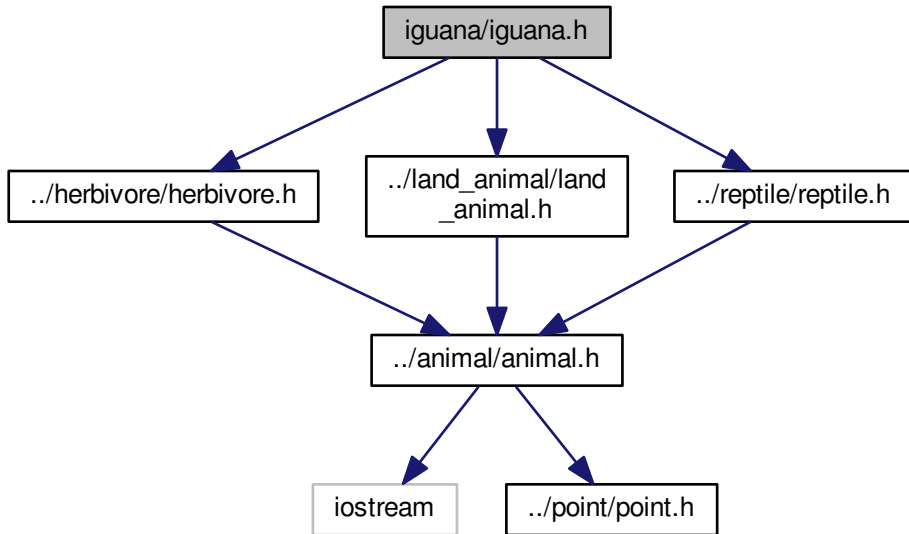 iguana/iguana.h
../herbivore/herbivore.h
../land_animal/land
_animal.h
../reptile/reptile.h
../animal/animal.h
iostream
../point/point.h